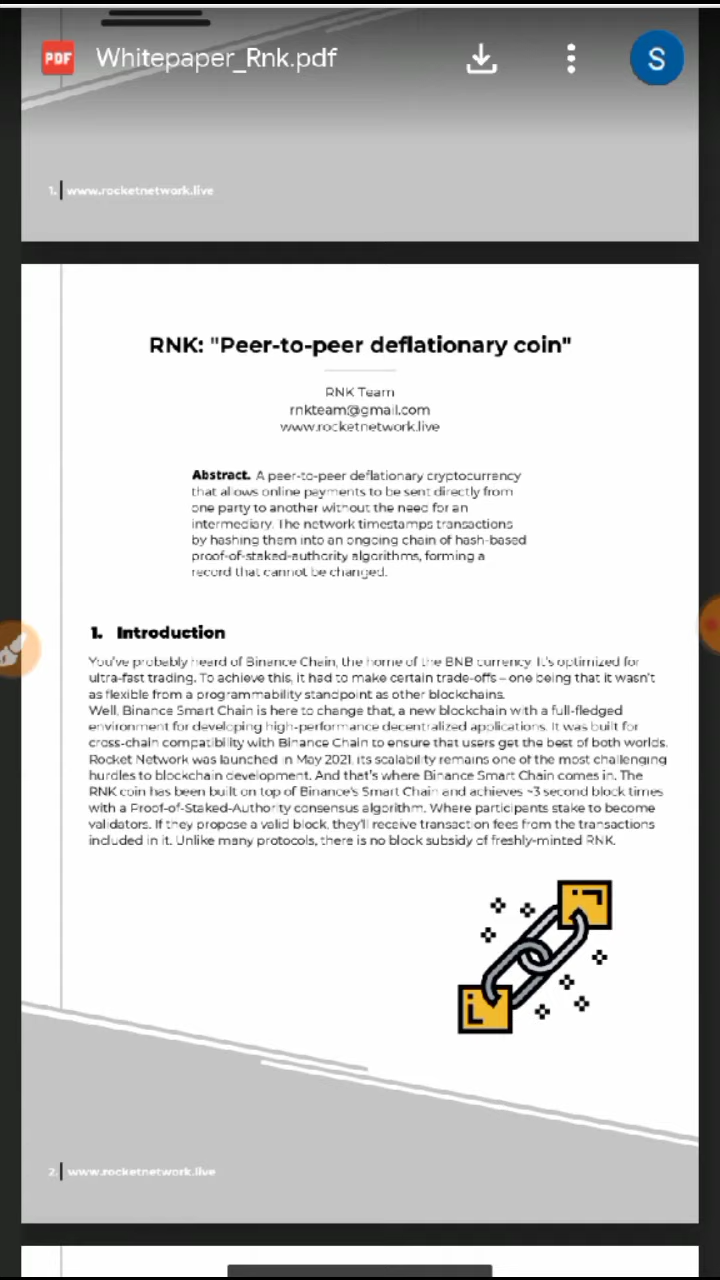 PDF Whitepaper_Rnk.pdf S
1. www.rocketnetwork.live
RNK: "Peer-to-peer deflationary coin"
RNK Team
rnkteam@gmail.com
www.rocketnetwork.live
Abstract. A peer-to-peer deflationary cryptocurrency
that allows online payments to be sent directly from
one party to another without the need for an
intermediary. The network timestamps transactions
by hashing them into an ongoing chain of hash-based
proof-of-staked-authority algorithms, forming a
record that cannot be changed.
1. Introduction
You've probably heard of Binance Chain, the home of the BNB currency. It's optimized for
ultra-fast trading. To achieve this, it had to make certain trade-offs – one being that it wasn't
as flexible from a programmability standpoint as other blockchains.
Well, Binance Smart Chain is here to change that, a new blockchain with a full-fledged
environment for developing high-performance decentralized applications. It was built for
cross-chain compatibility with Binance Chain to ensure that users get the best of both worlds.
Rocket Network was launched in May 2021, its scalability remains one of the most challenging
hurdles to blockchain development. And that's where Binance Smart Chain comes in. The
RNK coin has been built on top of Binance's Smart Chain and achieves ~3 second block times
with a Proof-of-Staked-Authority consensus algorithm. Where participants stake to become
validators. If they propose a valid block, they'll receive transaction fees from the transactions
included in it. Unlike many protocols, there is no block subsidy of freshly-minted RNK.
2. www.rocketnetwork.live